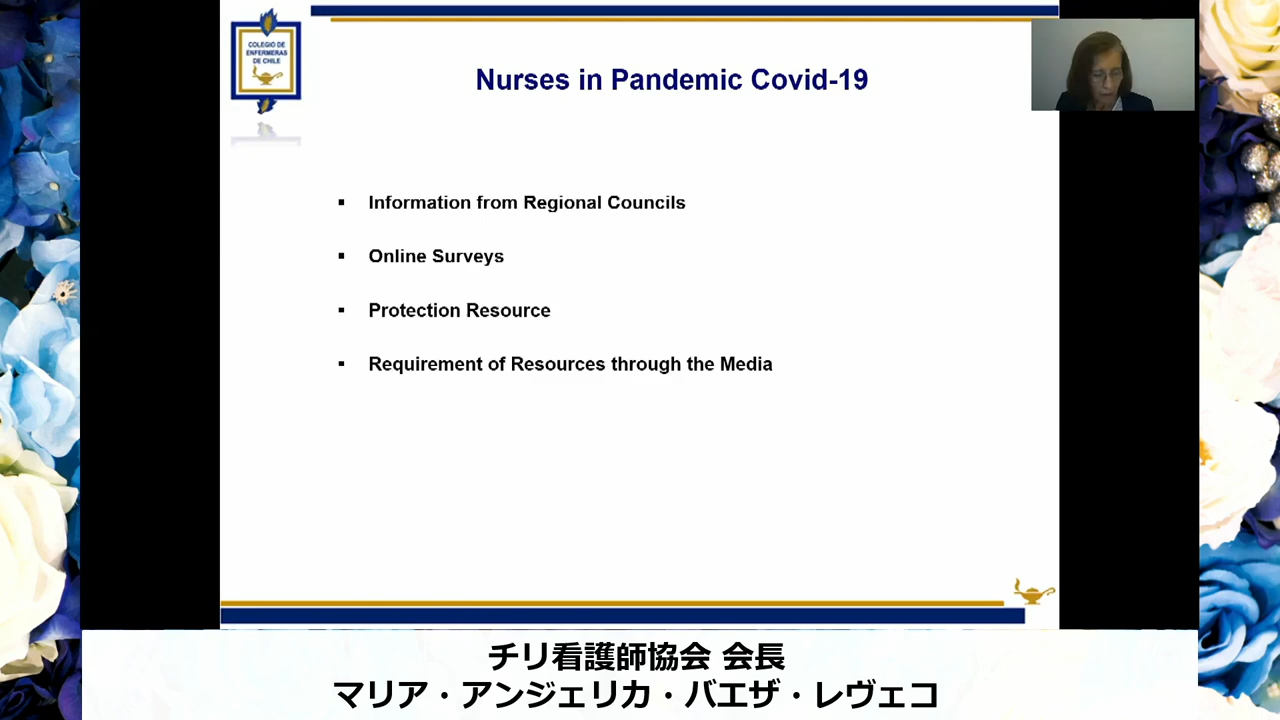 COLEGIO DE
ENFERMERAS
DE CHILE
Nurses in Pandemic Covid-19
▪ Information from Regional Councils
▪ Online Surveys
▪ Protection Resource
▪ Requirement of Resources through the Media
チリ看護師協会 会長
マリア・アンジェリカ・バエザ・レヴェコ